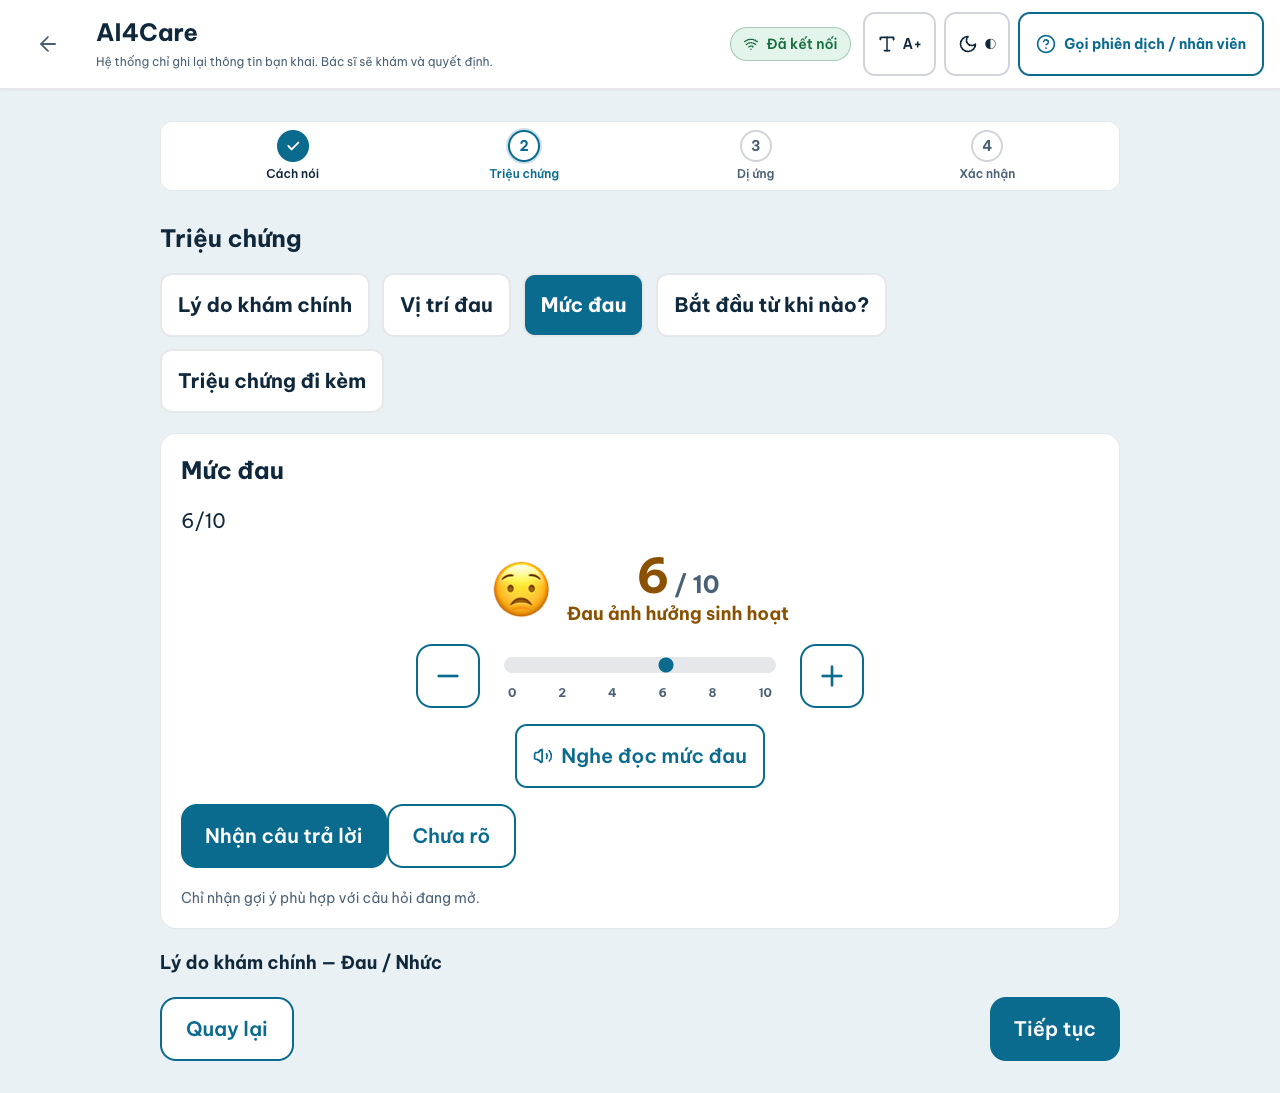 AI4Care
Hệ thống chỉ ghi lại thông tin bạn khai. Bác sĩ sẽ khám và quyết định.
Đã kết nối
A+
Gọi phiên dịch / nhân viên
Cách nói
2
Triệu chứng
3
Dị ứng
4
Xác nhận
Triệu chứng
Lý do khám chính
Vị trí đau
Mức đau
Bắt đầu từ khi nào?
Triệu chứng đi kèm
Mức đau
6/10
6 / 10
Đau ảnh hưởng sinh hoạt
0 2 4 6 8 10
Nghe đọc mức đau
Nhận câu trả lời
Chưa rõ
Chỉ nhận gợi ý phù hợp với câu hỏi đang mở.
Lý do khám chính — Đau / Nhức
Quay lại
Tiếp tục